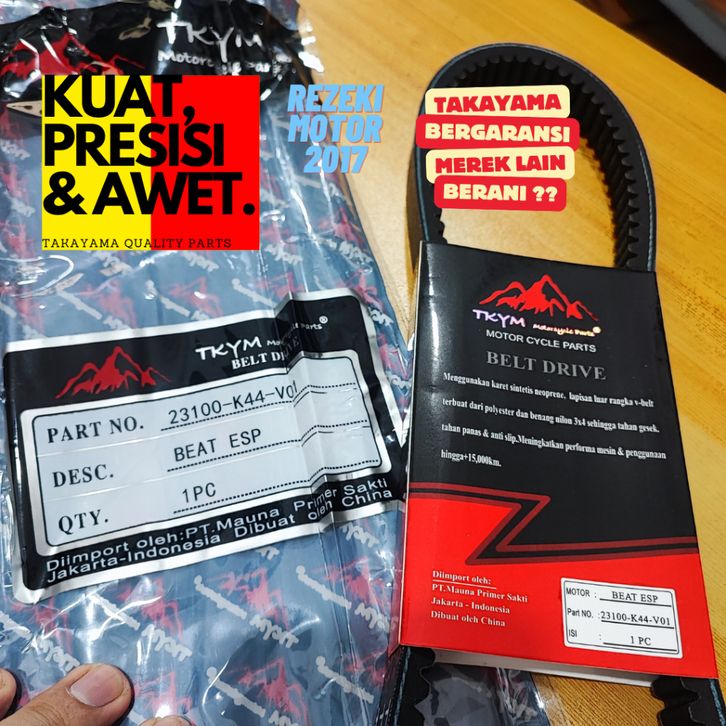 TKYM
Motorcycle Parts
KUAT,
PRESISI
& AWET.
TAKAYAMA QUALITY PARTS
REZEKI
MOTOR
2017
TAKAYAMA
BERGARANSI
MEREK LAIN
BERANI ??
TKYM Motorcycle Parts®
BELT DRIVE
PART NO. 23100-K44-V01
DESC. BEAT ESP
QTY. 1PC
Diimport oleh:PT.Mauna Primer Sakti
Jakarta-Indonesia Dibuat oleh China
TKYM Motorcycle Parts®
MOTOR CYCLE PARTS
BELT DRIVE
Menggunakan karet sintetis neoprene, lapisan luar rangka v-belt
terbuat dari polyester dan benang nilon 3x4 sehingga tahan gesek,
tahan panas & anti slip.Meningkatkan performa mesin & penggunaan
hingga+15,000km.
Diimport oleh:
PT.Mauna Primer Sakti
Jakarta - Indonesia
Dibuat oleh China
MOTOR : BEAT ESP
Part NO. : 23100-K44-V01
ISI : 1 PC